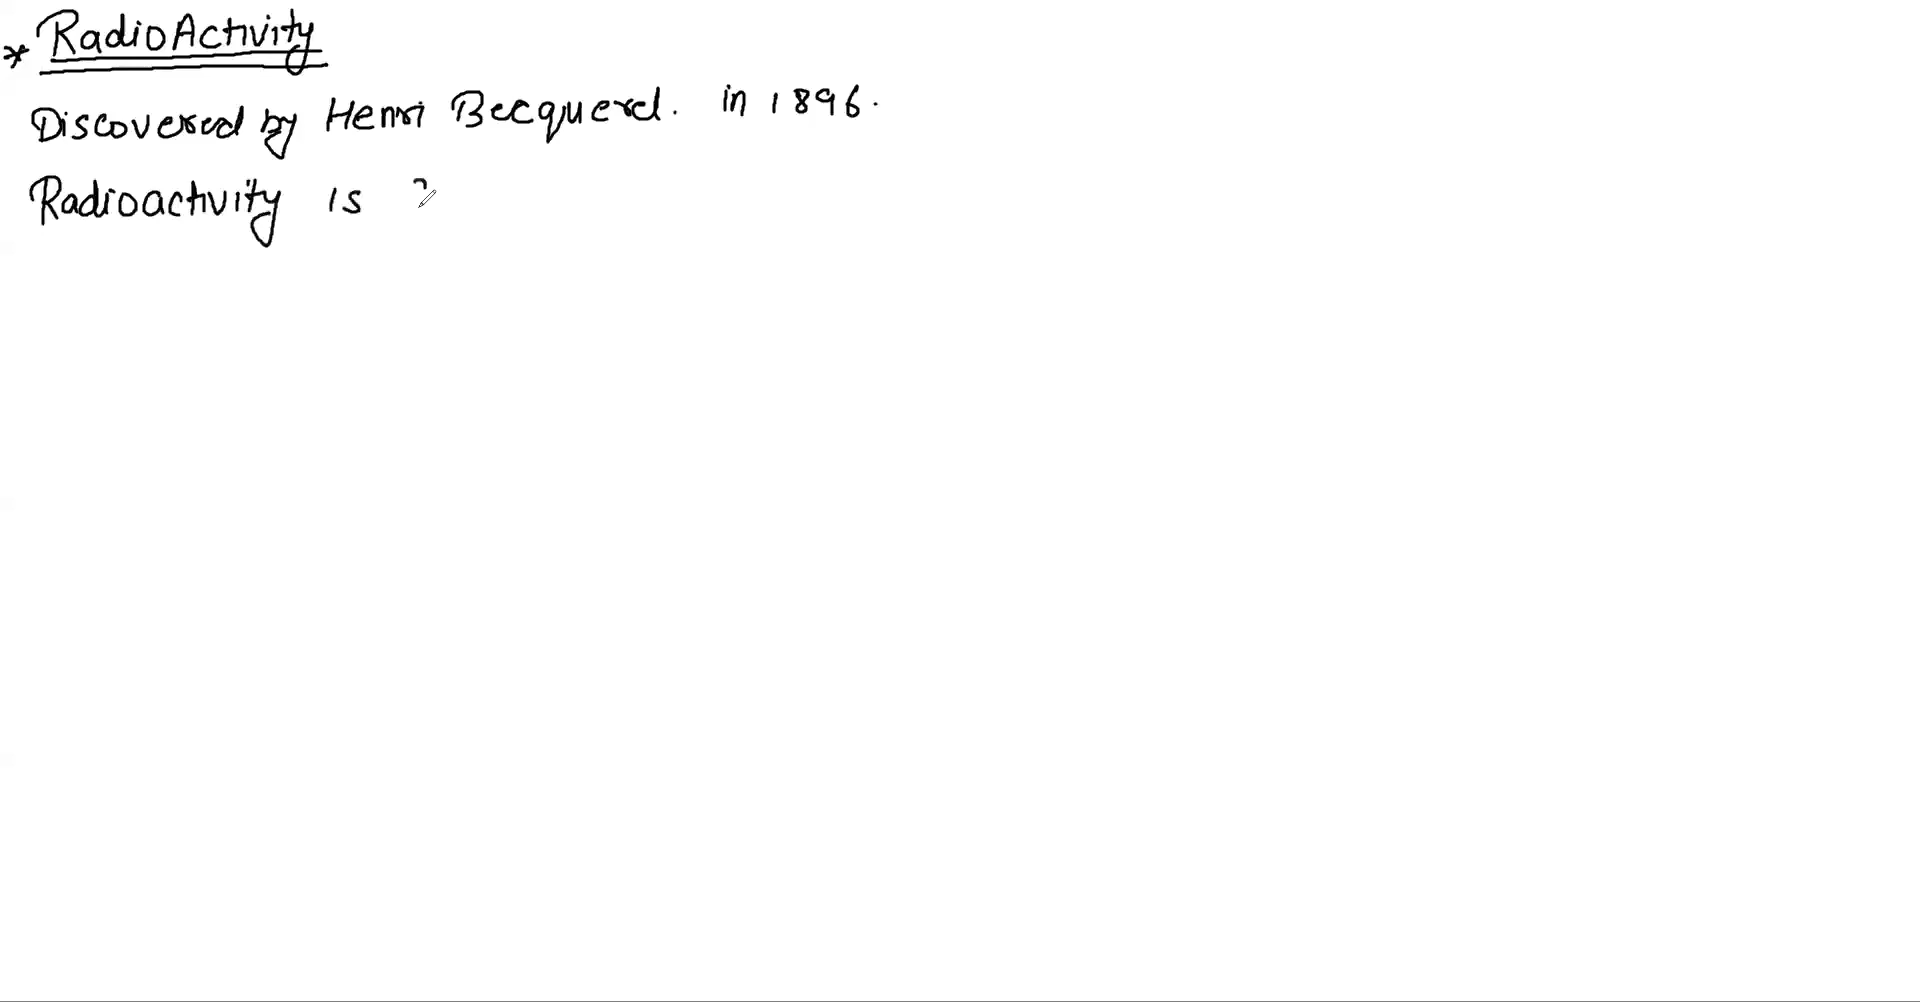 * RadioActivity
Discovered by Henri Becquerel. in 1896.
Radioactivity is